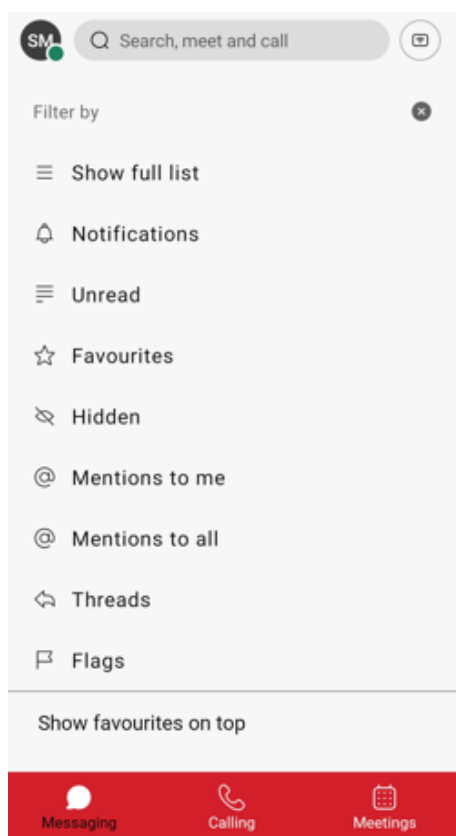 SM
Search, meet and call
Filter by
Show full list
Notifications
Unread
Favourites
Hidden
@ Mentions to me
@ Mentions to all
Threads
Flags
Show favourites on top
Messaging Calling Meetings